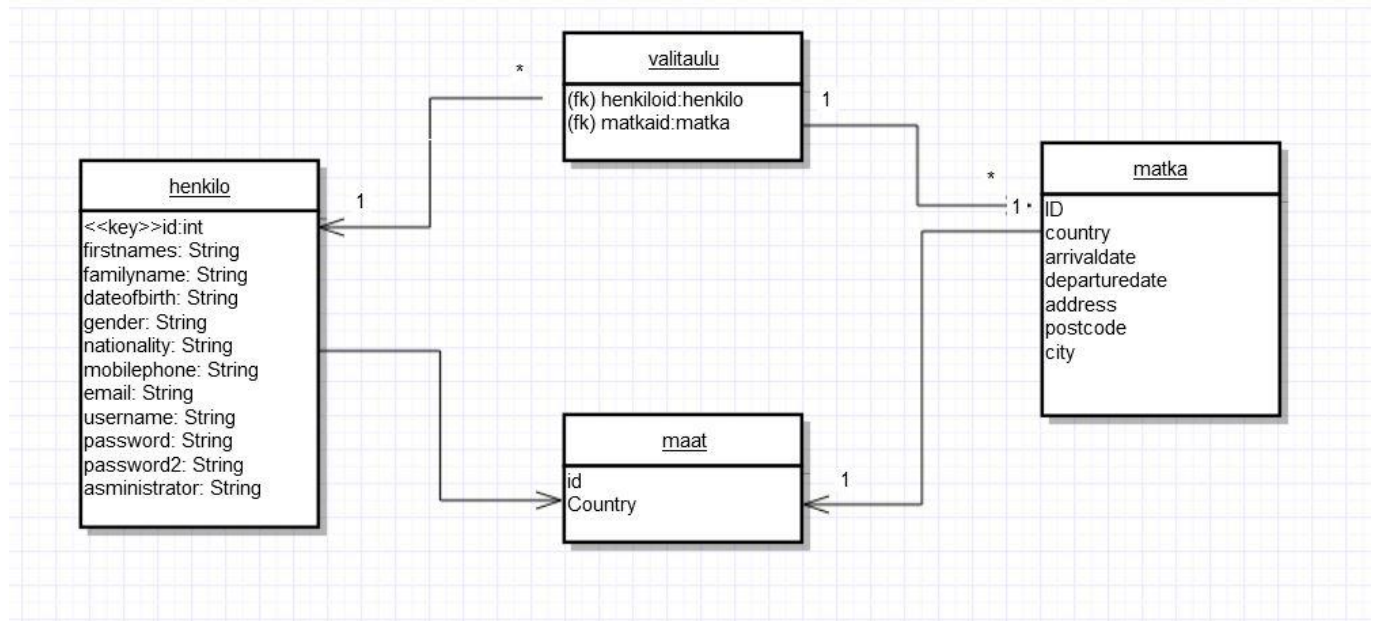 valitaulu
(fk) henkiloid:henkilo
(fk) matkaid:matka
*
1
henkilo
<<key>>id:int
firstnames: String
familyname: String
dateofbirth: String
gender: String
nationality: String
mobilephone: String
email: String
username: String
password: String
password2: String
asministrator: String
1
matka
ID
country
arrivaldate
departuredate
address
postcode
city
*
1
maat
id
Country
1